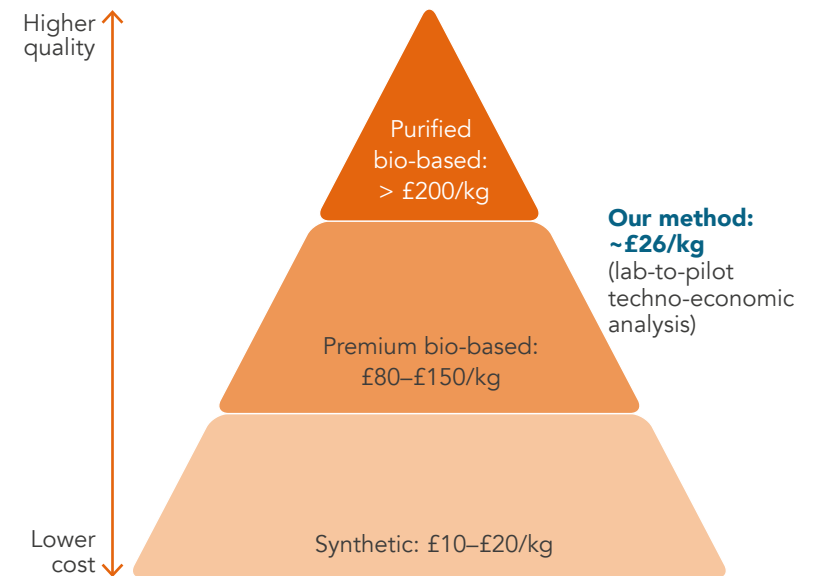 Higher
quality
Purified
bio-based:
> £200/kg
Our method:
~£26/kg
(lab-to-pilot
techno-economic
analysis)
Premium bio-based:
£80–£150/kg
Synthetic: £10–£20/kg
Lower
cost